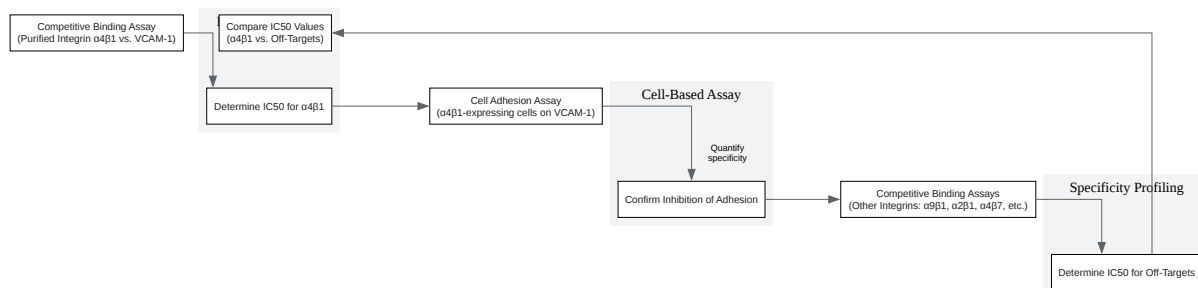 Competitive Binding Assay
(Purified Integrin α4β1 vs. VCAM-1)
Compare IC50 Values
(α4β1 vs. Off-Targets)
Determine IC50 for α4β1
Cell Adhesion Assay
(α4β1-expressing cells on VCAM-1)
Cell-Based Assay
Quantify
specificity
Confirm Inhibition of Adhesion
Competitive Binding Assays
(Other Integrins: α9β1, α2β1, α4β7, etc.)
Specificity Profiling
Determine IC50 for Off-Targets